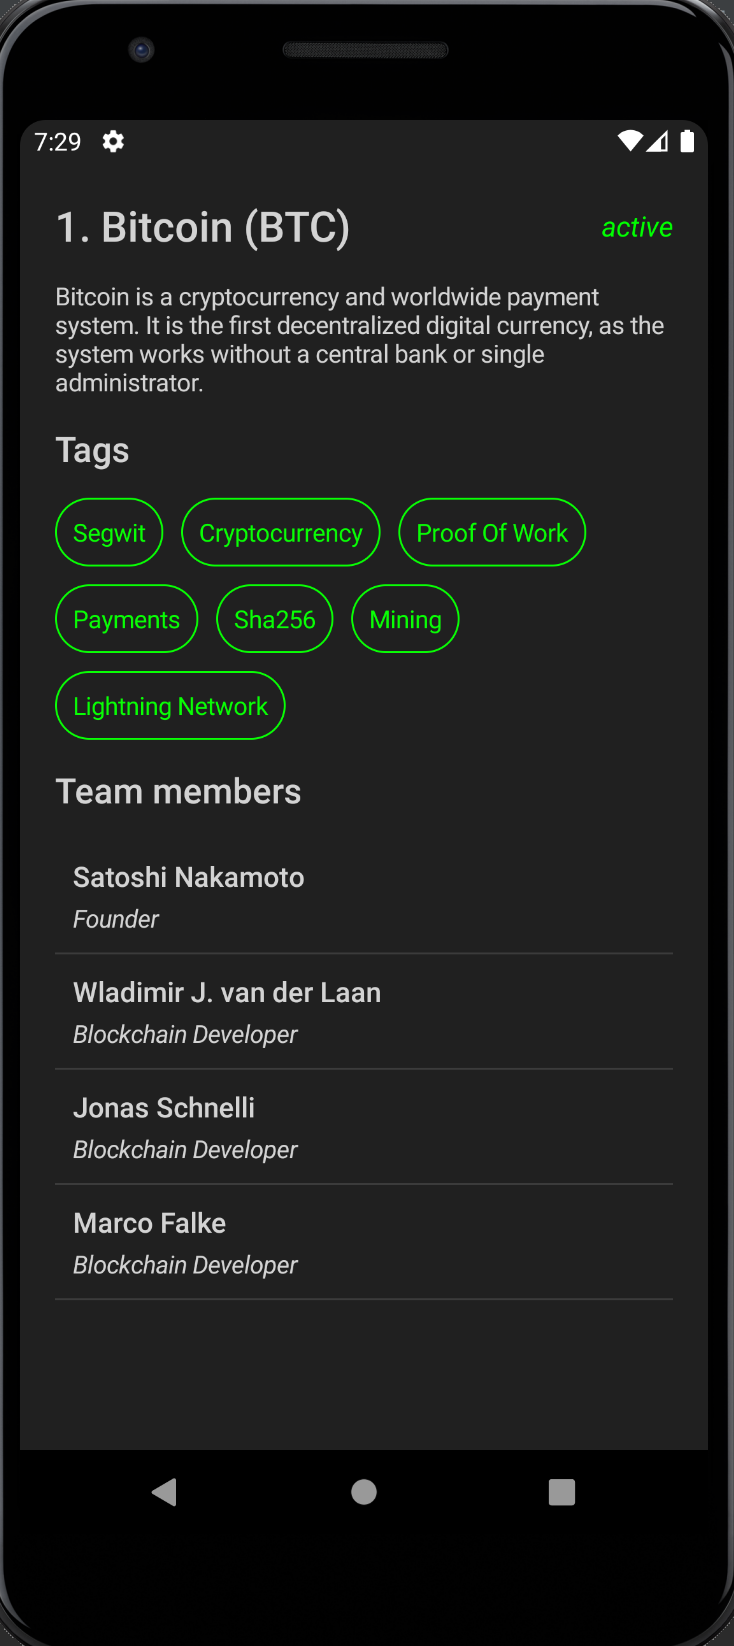 7:29
1. Bitcoin (BTC)
active
Bitcoin is a cryptocurrency and worldwide payment
system. It is the first decentralized digital currency, as the
system works without a central bank or single
administrator.
Tags
Segwit
Cryptocurrency
Proof Of Work
Payments
Sha256
Mining
Lightning Network
Team members
Satoshi Nakamoto
Founder
Wladimir J. van der Laan
Blockchain Developer
Jonas Schnelli
Blockchain Developer
Marco Falke
Blockchain Developer